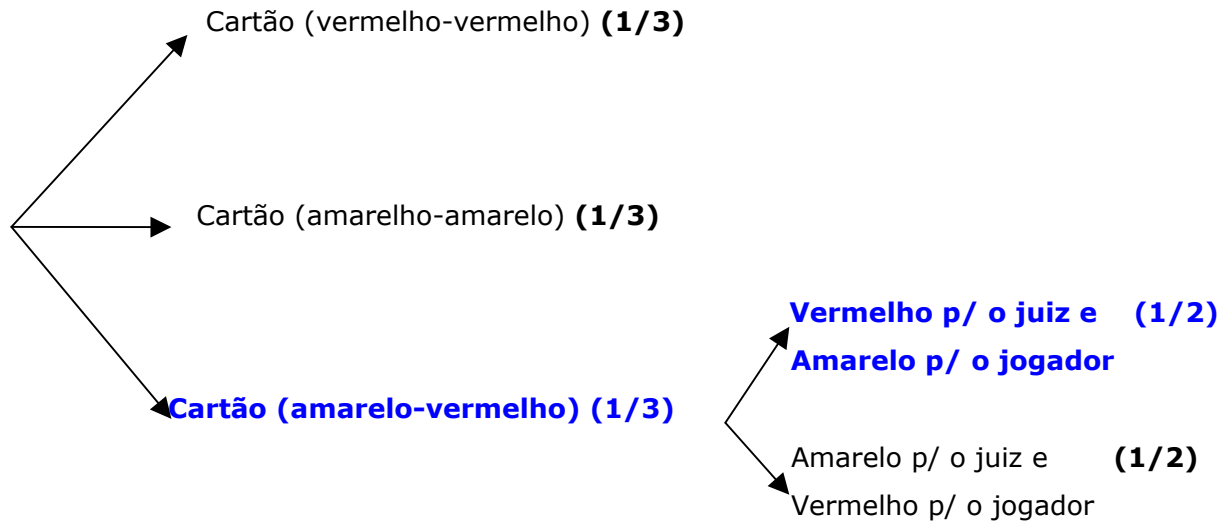 Cartão (vermelho-vermelho) (1/3)
Cartão (amarelho-amarelo) (1/3)
Vermelho p/ o juiz e (1/2)
Amarelo p/ o jogador
Cartão (amarelo-vermelho) (1/3)
Amarelo p/ o juiz e (1/2)
Vermelho p/ o jogador